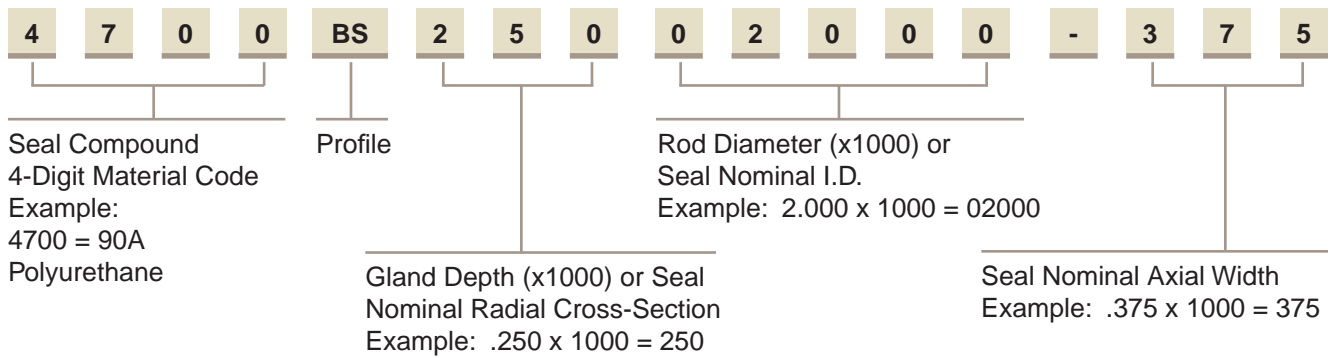 4 7 0 0 BS 2 5 0 0 2 0 0 0 - 3 7 5
Seal Compound
4-Digit Material Code
Example:
4700 = 90A
Polyurethane
Profile
Gland Depth (x1000) or Seal
Nominal Radial Cross-Section
Example: .250 x 1000 = 250
Rod Diameter (x1000) or
Seal Nominal I.D.
Example: 2.000 x 1000 = 02000
Seal Nominal Axial Width
Example: .375 x 1000 = 375